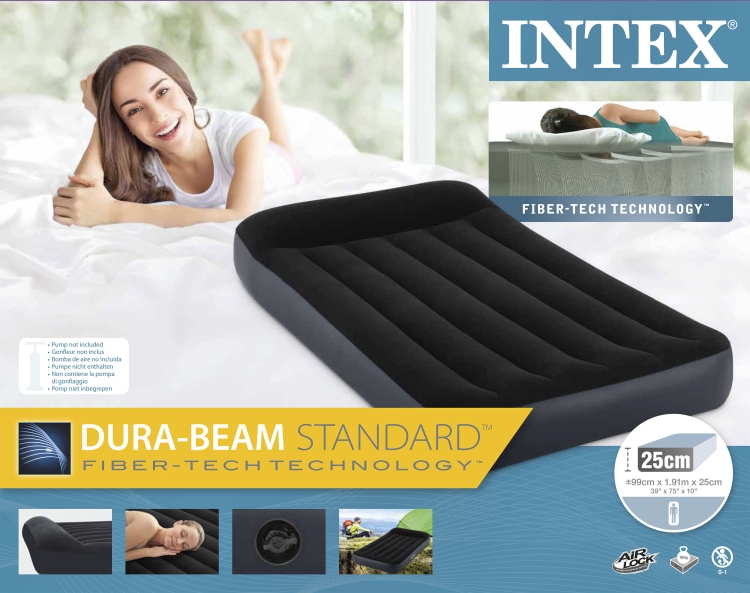 INTEX®
FIBER-TECH TECHNOLOGY™
• Pump not included
• Gonfleur non inclus
• Bomba de aire no incluida
• Pumpe nicht enthalten
• Non contiene la pompa
di gonfiaggio
• Pomp niet inbegrepen
DURA-BEAM STANDARD™
FIBER-TECH TECHNOLOGY™
25cm
±99cm x 1.91m x 25cm
39" x 75" x 10"
AIR LOCK
0-1